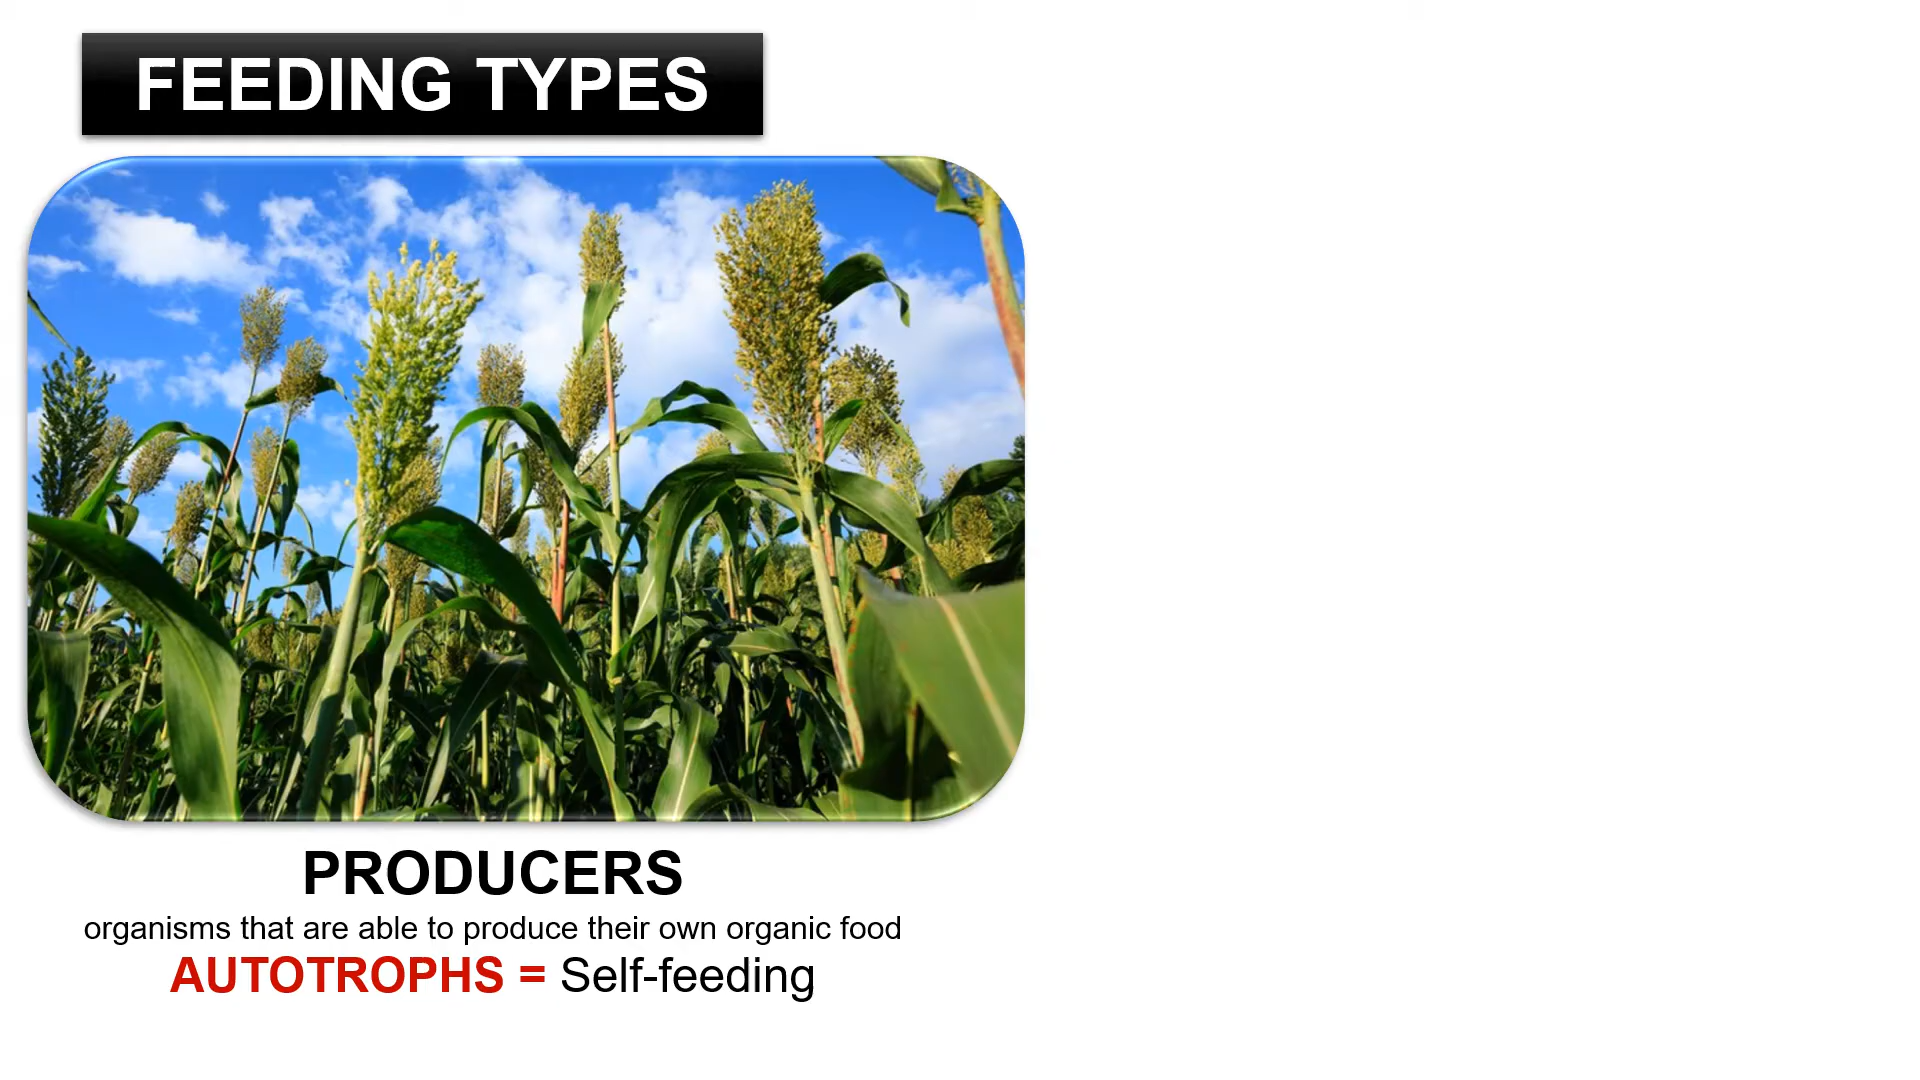 FEEDING TYPES
PRODUCERS
organisms that are able to produce their own organic food
AUTOTROPHS = Self-feeding